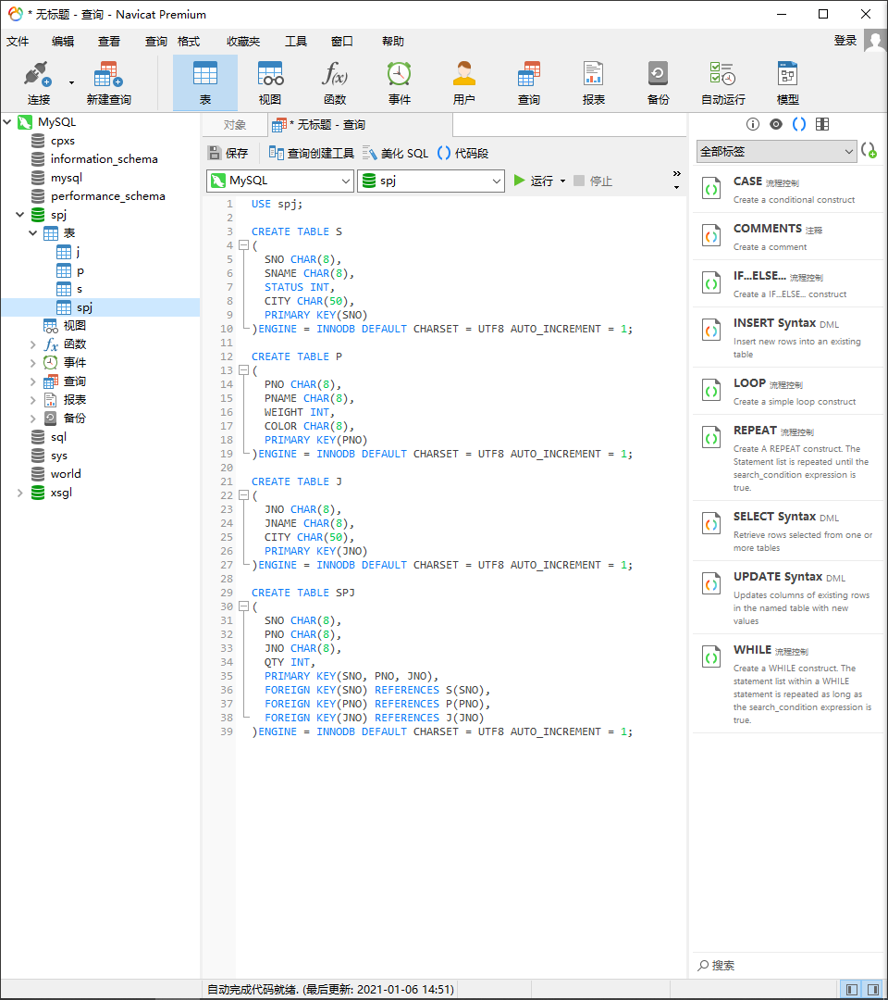 * 无标题 - 查询 - Navicat Premium
文件 编辑 查看 查询 格式 收藏夹 工具 窗口 帮助 登录
连接 新建查询 表 视图 函数 事件 用户 查询 报表 备份 自动运行 模型
MySQL
cpxs
information_schema
mysql
performance_schema
spj
表
j
p
s
spj
视图
函数
事件
查询
报表
备份
sql
sys
world
xsgl
对象 * 无标题 - 查询
保存 查询创建工具 美化 SQL 代码段
MySQL spj 运行 停止
1 USE spj;
2
3 CREATE TABLE S
4 (
5 SNO CHAR(8),
6 SNAME CHAR(8),
7 STATUS INT,
8 CITY CHAR(50),
9 PRIMARY KEY(SNO)
10 )ENGINE = INNODB DEFAULT CHARSET = UTF8 AUTO_INCREMENT = 1;
11
12 CREATE TABLE P
13 (
14 PNO CHAR(8),
15 PNAME CHAR(8),
16 WEIGHT INT,
17 COLOR CHAR(8),
18 PRIMARY KEY(PNO)
19 )ENGINE = INNODB DEFAULT CHARSET = UTF8 AUTO_INCREMENT = 1;
20
21 CREATE TABLE J
22 (
23 JNO CHAR(8),
24 JNAME CHAR(8),
25 CITY CHAR(50),
26 PRIMARY KEY(JNO)
27 )ENGINE = INNODB DEFAULT CHARSET = UTF8 AUTO_INCREMENT = 1;
28
29 CREATE TABLE SPJ
30 (
31 SNO CHAR(8),
32 PNO CHAR(8),
33 JNO CHAR(8),
34 QTY INT,
35 PRIMARY KEY(SNO, PNO, JNO),
36 FOREIGN KEY(SNO) REFERENCES S(SNO),
37 FOREIGN KEY(PNO) REFERENCES P(PNO),
38 FOREIGN KEY(JNO) REFERENCES J(JNO)
39 )ENGINE = INNODB DEFAULT CHARSET = UTF8 AUTO_INCREMENT = 1;
全部标签
CASE 流程控制
Create a conditional construct
COMMENTS 注释
Create a comment
IF...ELSE... 流程控制
Create a IF...ELSE... construct
INSERT Syntax DML
Insert new rows into an existing
table
LOOP 流程控制
Create a simple loop construct
REPEAT 流程控制
Create A REPEAT construct. The
Statement list is repeated until the
search_condition expression is
true.
SELECT Syntax DML
Retrieve rows selected from one or
more tables
UPDATE Syntax DML
Updates columns of existing rows
in the named table with new
values
WHILE 流程控制
Create a WHILE construct. The
statement list within a WHILE
statement is repeated as long as
the search_condition expression is
true.
搜索
自动完成代码就绪. (最后更新: 2021-01-06 14:51)